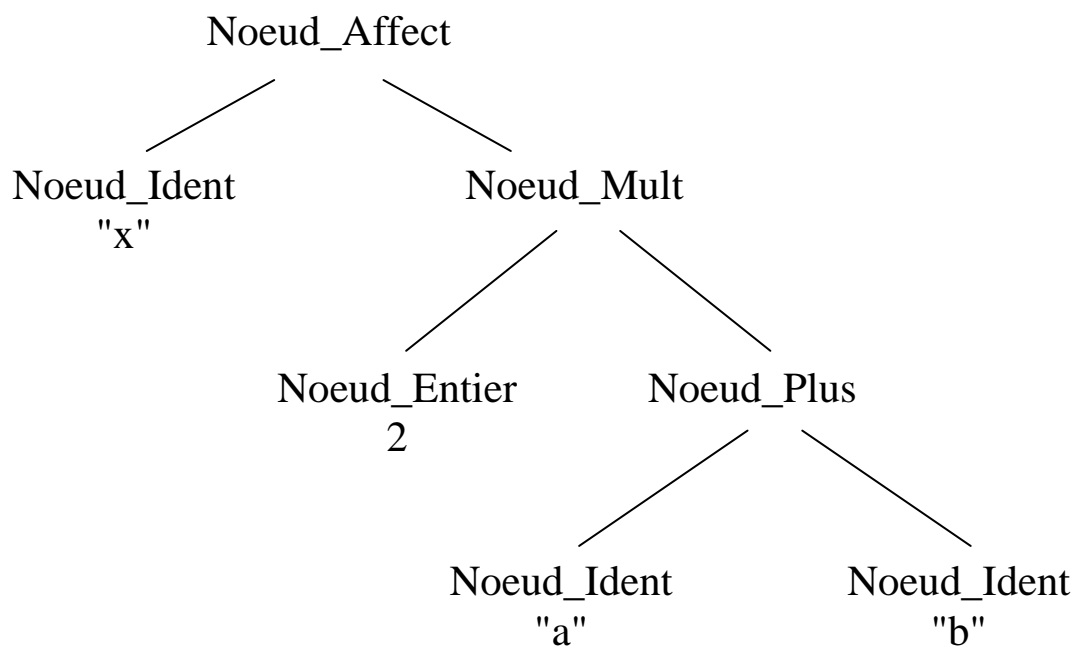 Noeud_Affect
Noeud_Ident
"x"
Noeud_Mult
Noeud_Entier
2
Noeud_Plus
Noeud_Ident
"a"
Noeud_Ident
"b"